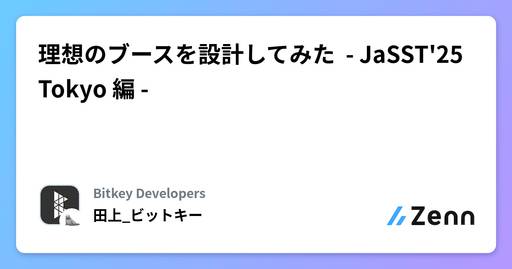 理想のブースを設計してみた - JaSST'25
Tokyo 編 -
Bitkey Developers
田上_ビットキー
Zenn